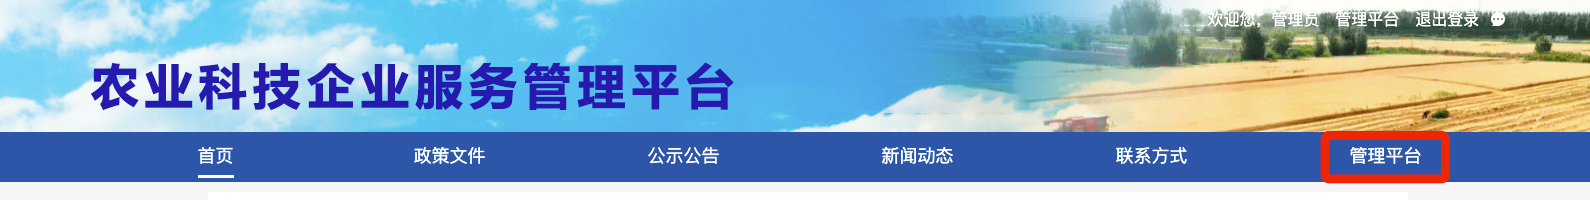 欢迎您，管理员 管理平台 退出登录
农业科技企业服务管理平台
首页 政策文件 公示公告 新闻动态 联系方式 管理平台